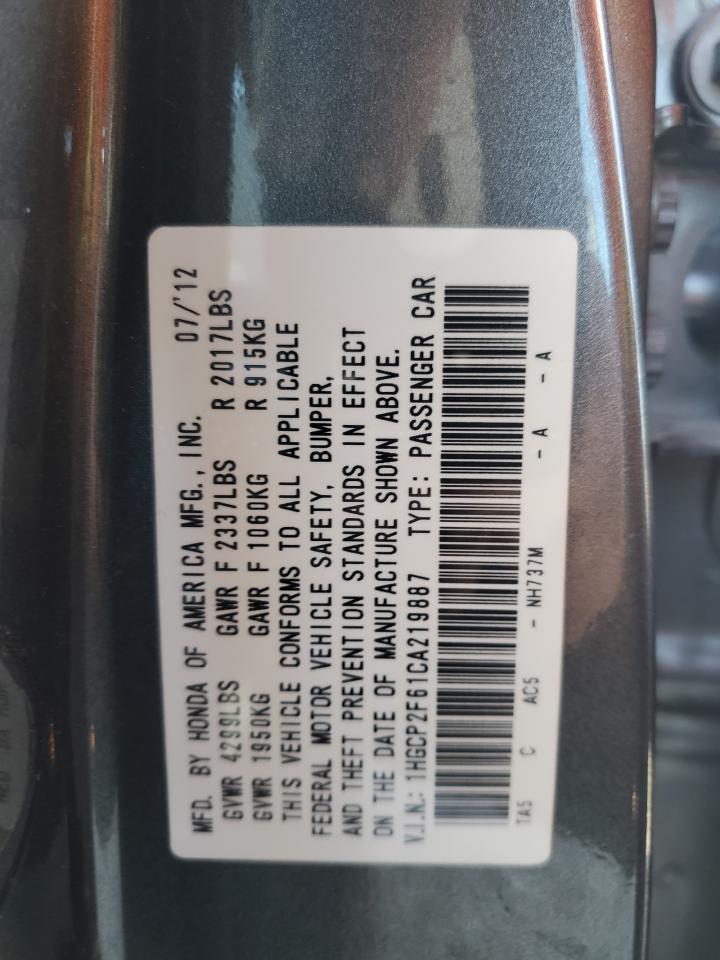 MFD. BY HONDA OF AMERICA MFG., INC. 07/'12
GVWR 4299LBS GAWR F 2337LBS R 2017LBS
GVWR 1950KG GAWR F 1060KG R 915KG
THIS VEHICLE CONFORMS TO ALL APPLICABLE
FEDERAL MOTOR VEHICLE SAFETY, BUMPER,
AND THEFT PREVENTION STANDARDS IN EFFECT
ON THE DATE OF MANUFACTURE SHOWN ABOVE.
V.I.N.: 1HGCP2F61CA219887 TYPE: PASSENGER CAR
TA5 C AC5 - NH737M - A - A